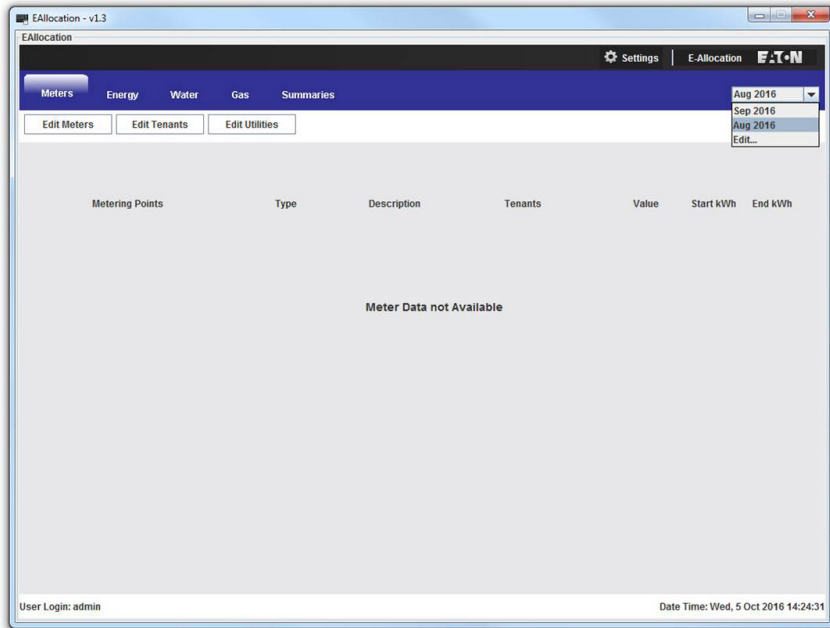 EAllocation - v1.3
EAllocation
Settings E-Allocation EATON
Meters Energy Water Gas Summaries Aug 2016
Sep 2016
Aug 2016
Edit...
Edit Meters Edit Tenants Edit Utilities
Metering Points Type Description Tenants Value Start kWh End kWh
Meter Data not Available
User Login: admin Date Time: Wed, 5 Oct 2016 14:24:31